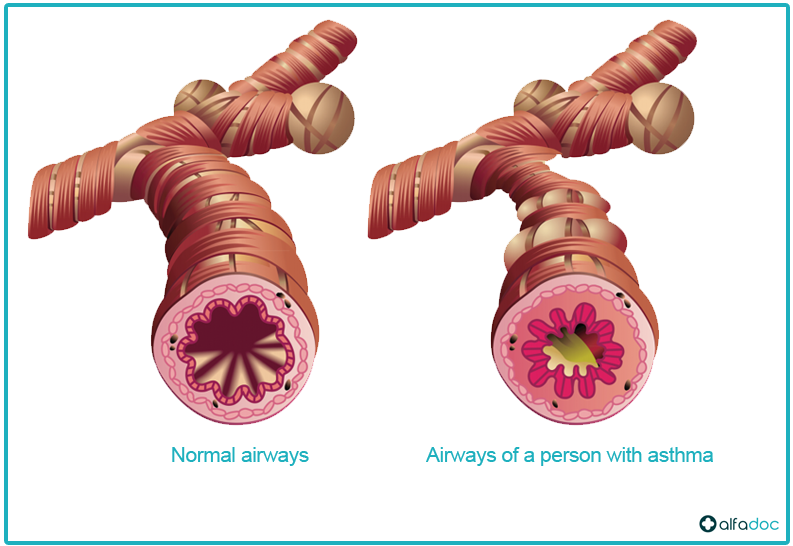 Normal airways
Airways of a person with asthma
alfadoc